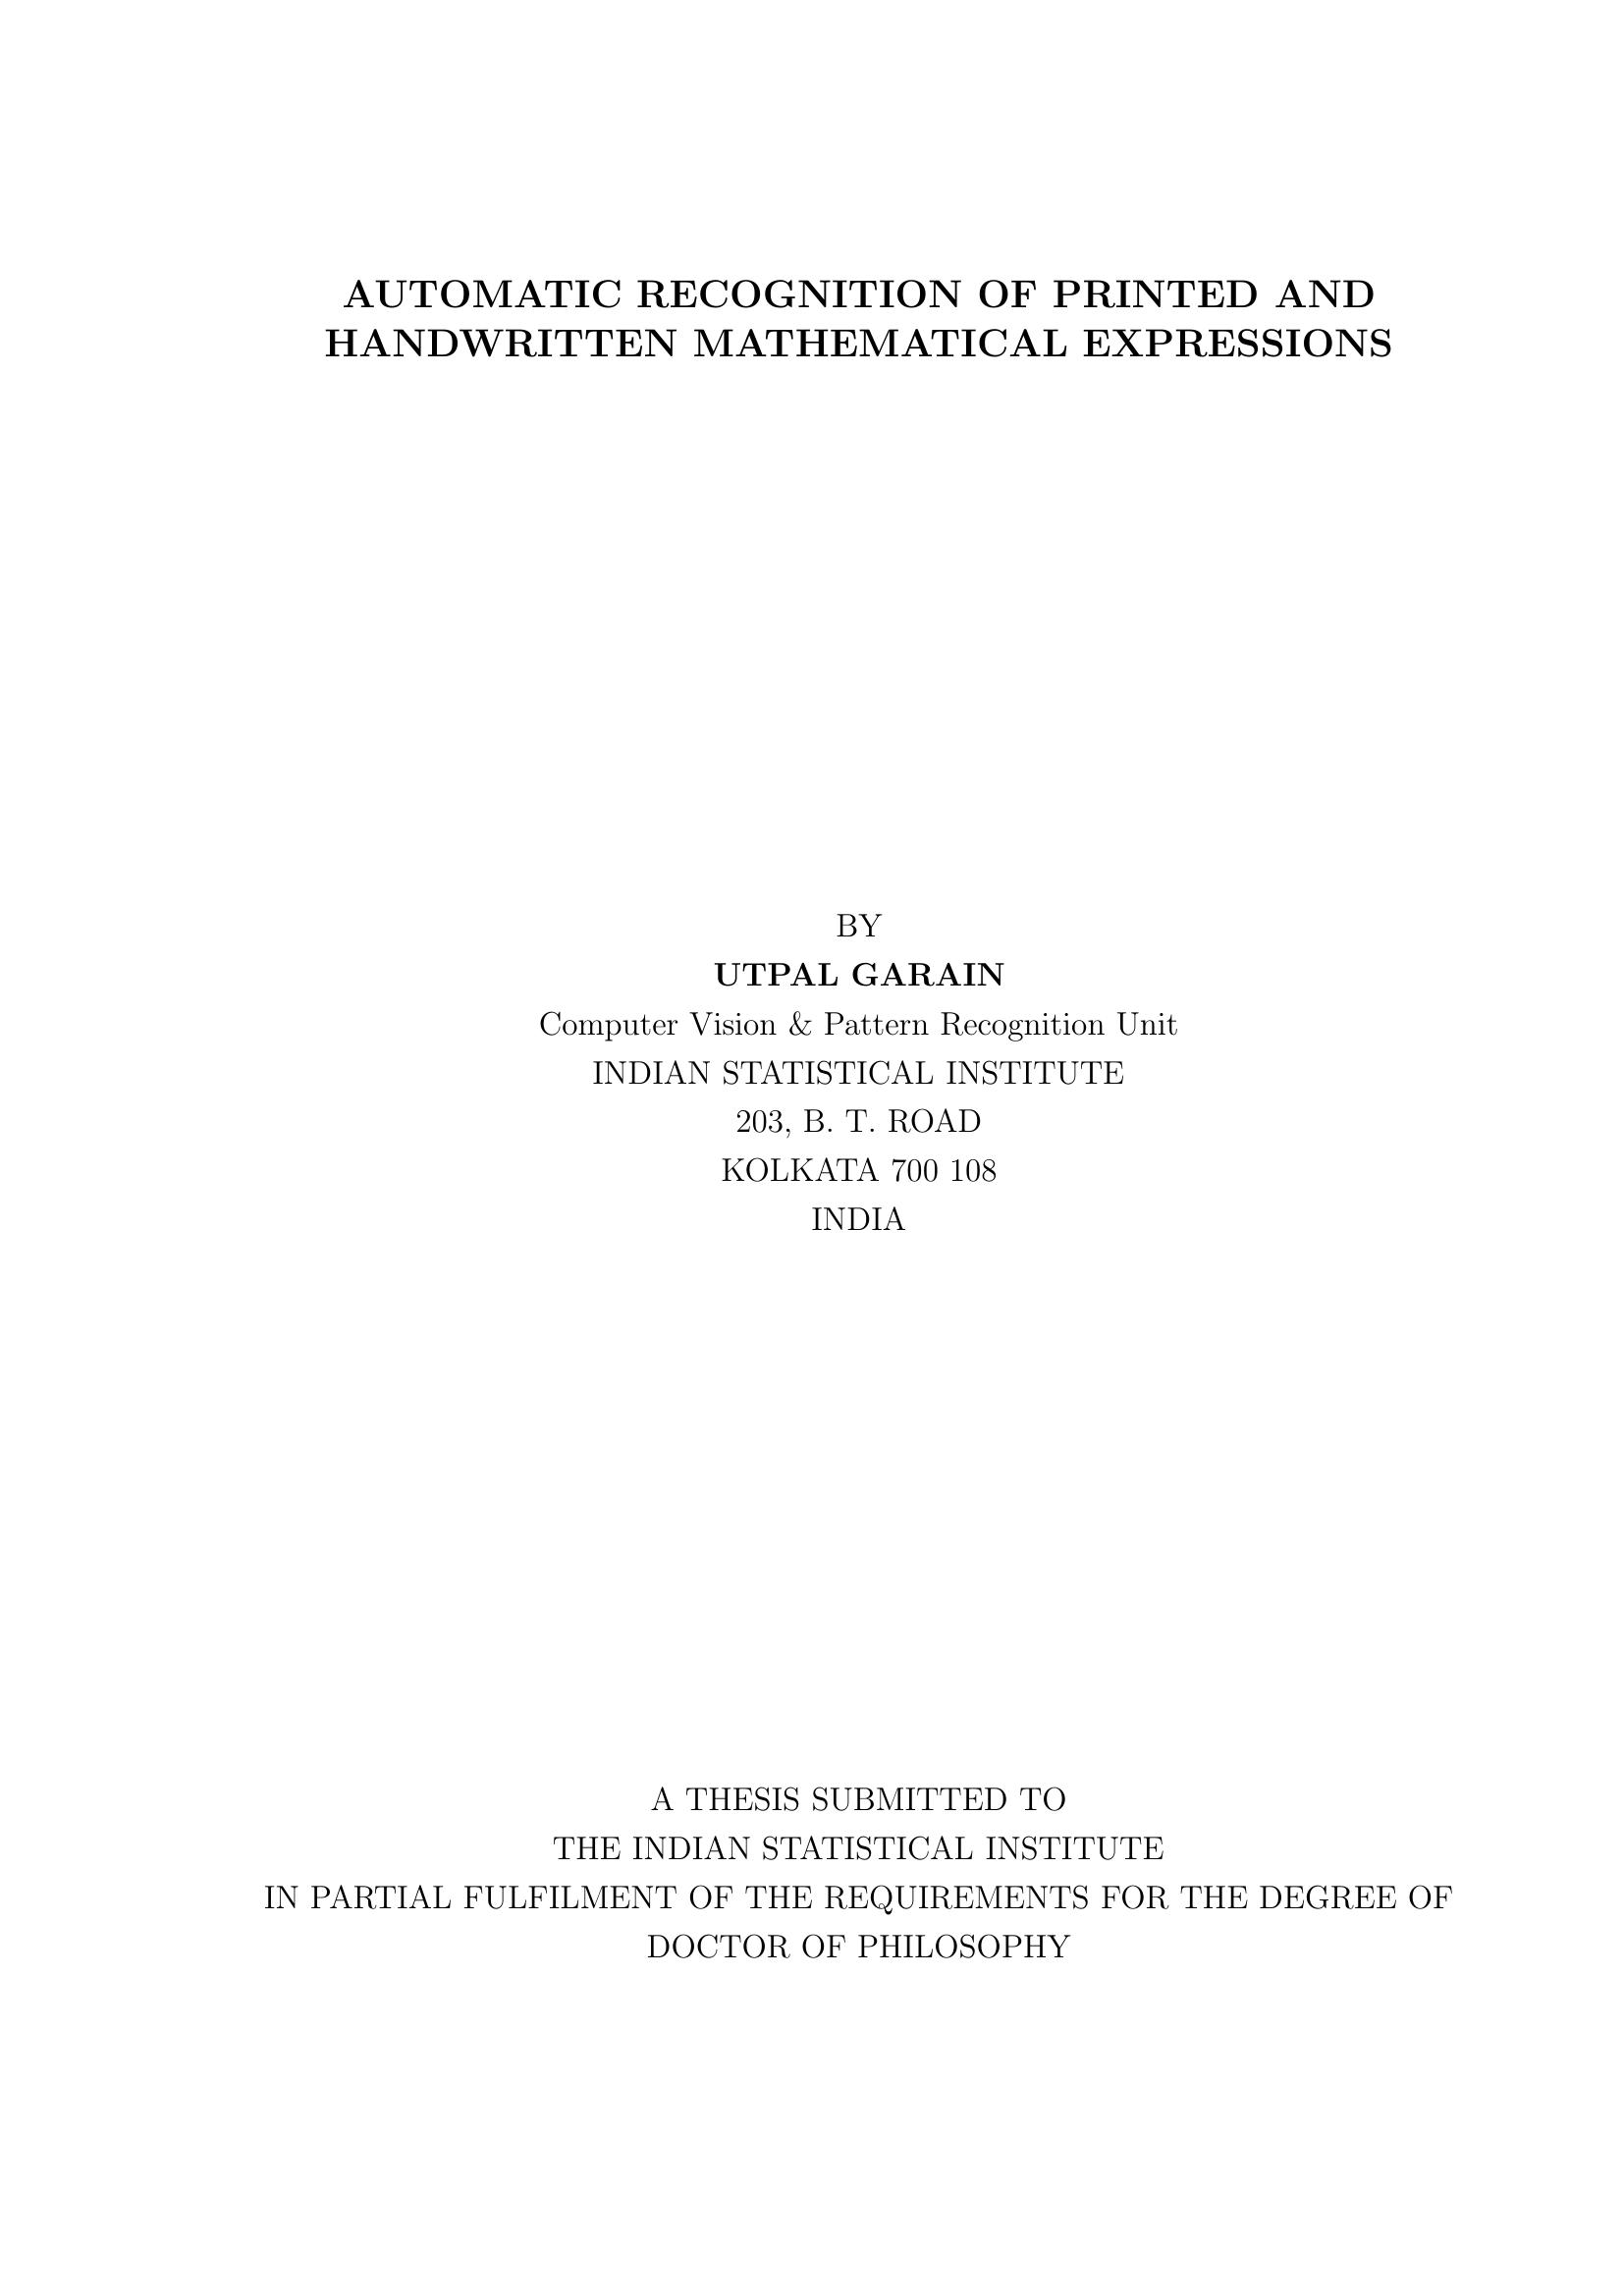 AUTOMATIC RECOGNITION OF PRINTED AND
HANDWRITTEN MATHEMATICAL EXPRESSIONS
BY
UTPAL GARAIN
Computer Vision & Pattern Recognition Unit
INDIAN STATISTICAL INSTITUTE
203, B. T. ROAD
KOLKATA 700 108
INDIA
A THESIS SUBMITTED TO
THE INDIAN STATISTICAL INSTITUTE
IN PARTIAL FULFILMENT OF THE REQUIREMENTS FOR THE DEGREE OF
DOCTOR OF PHILOSOPHY